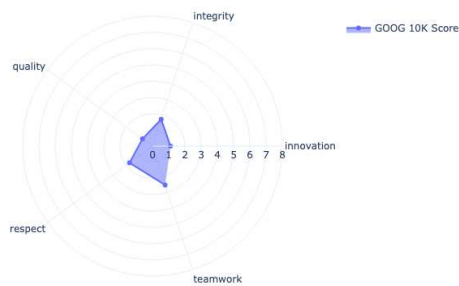 integrity
GOOG 10K Score
quality
innovation
0 1 2 3 4 5 6 7 8
respect
teamwork